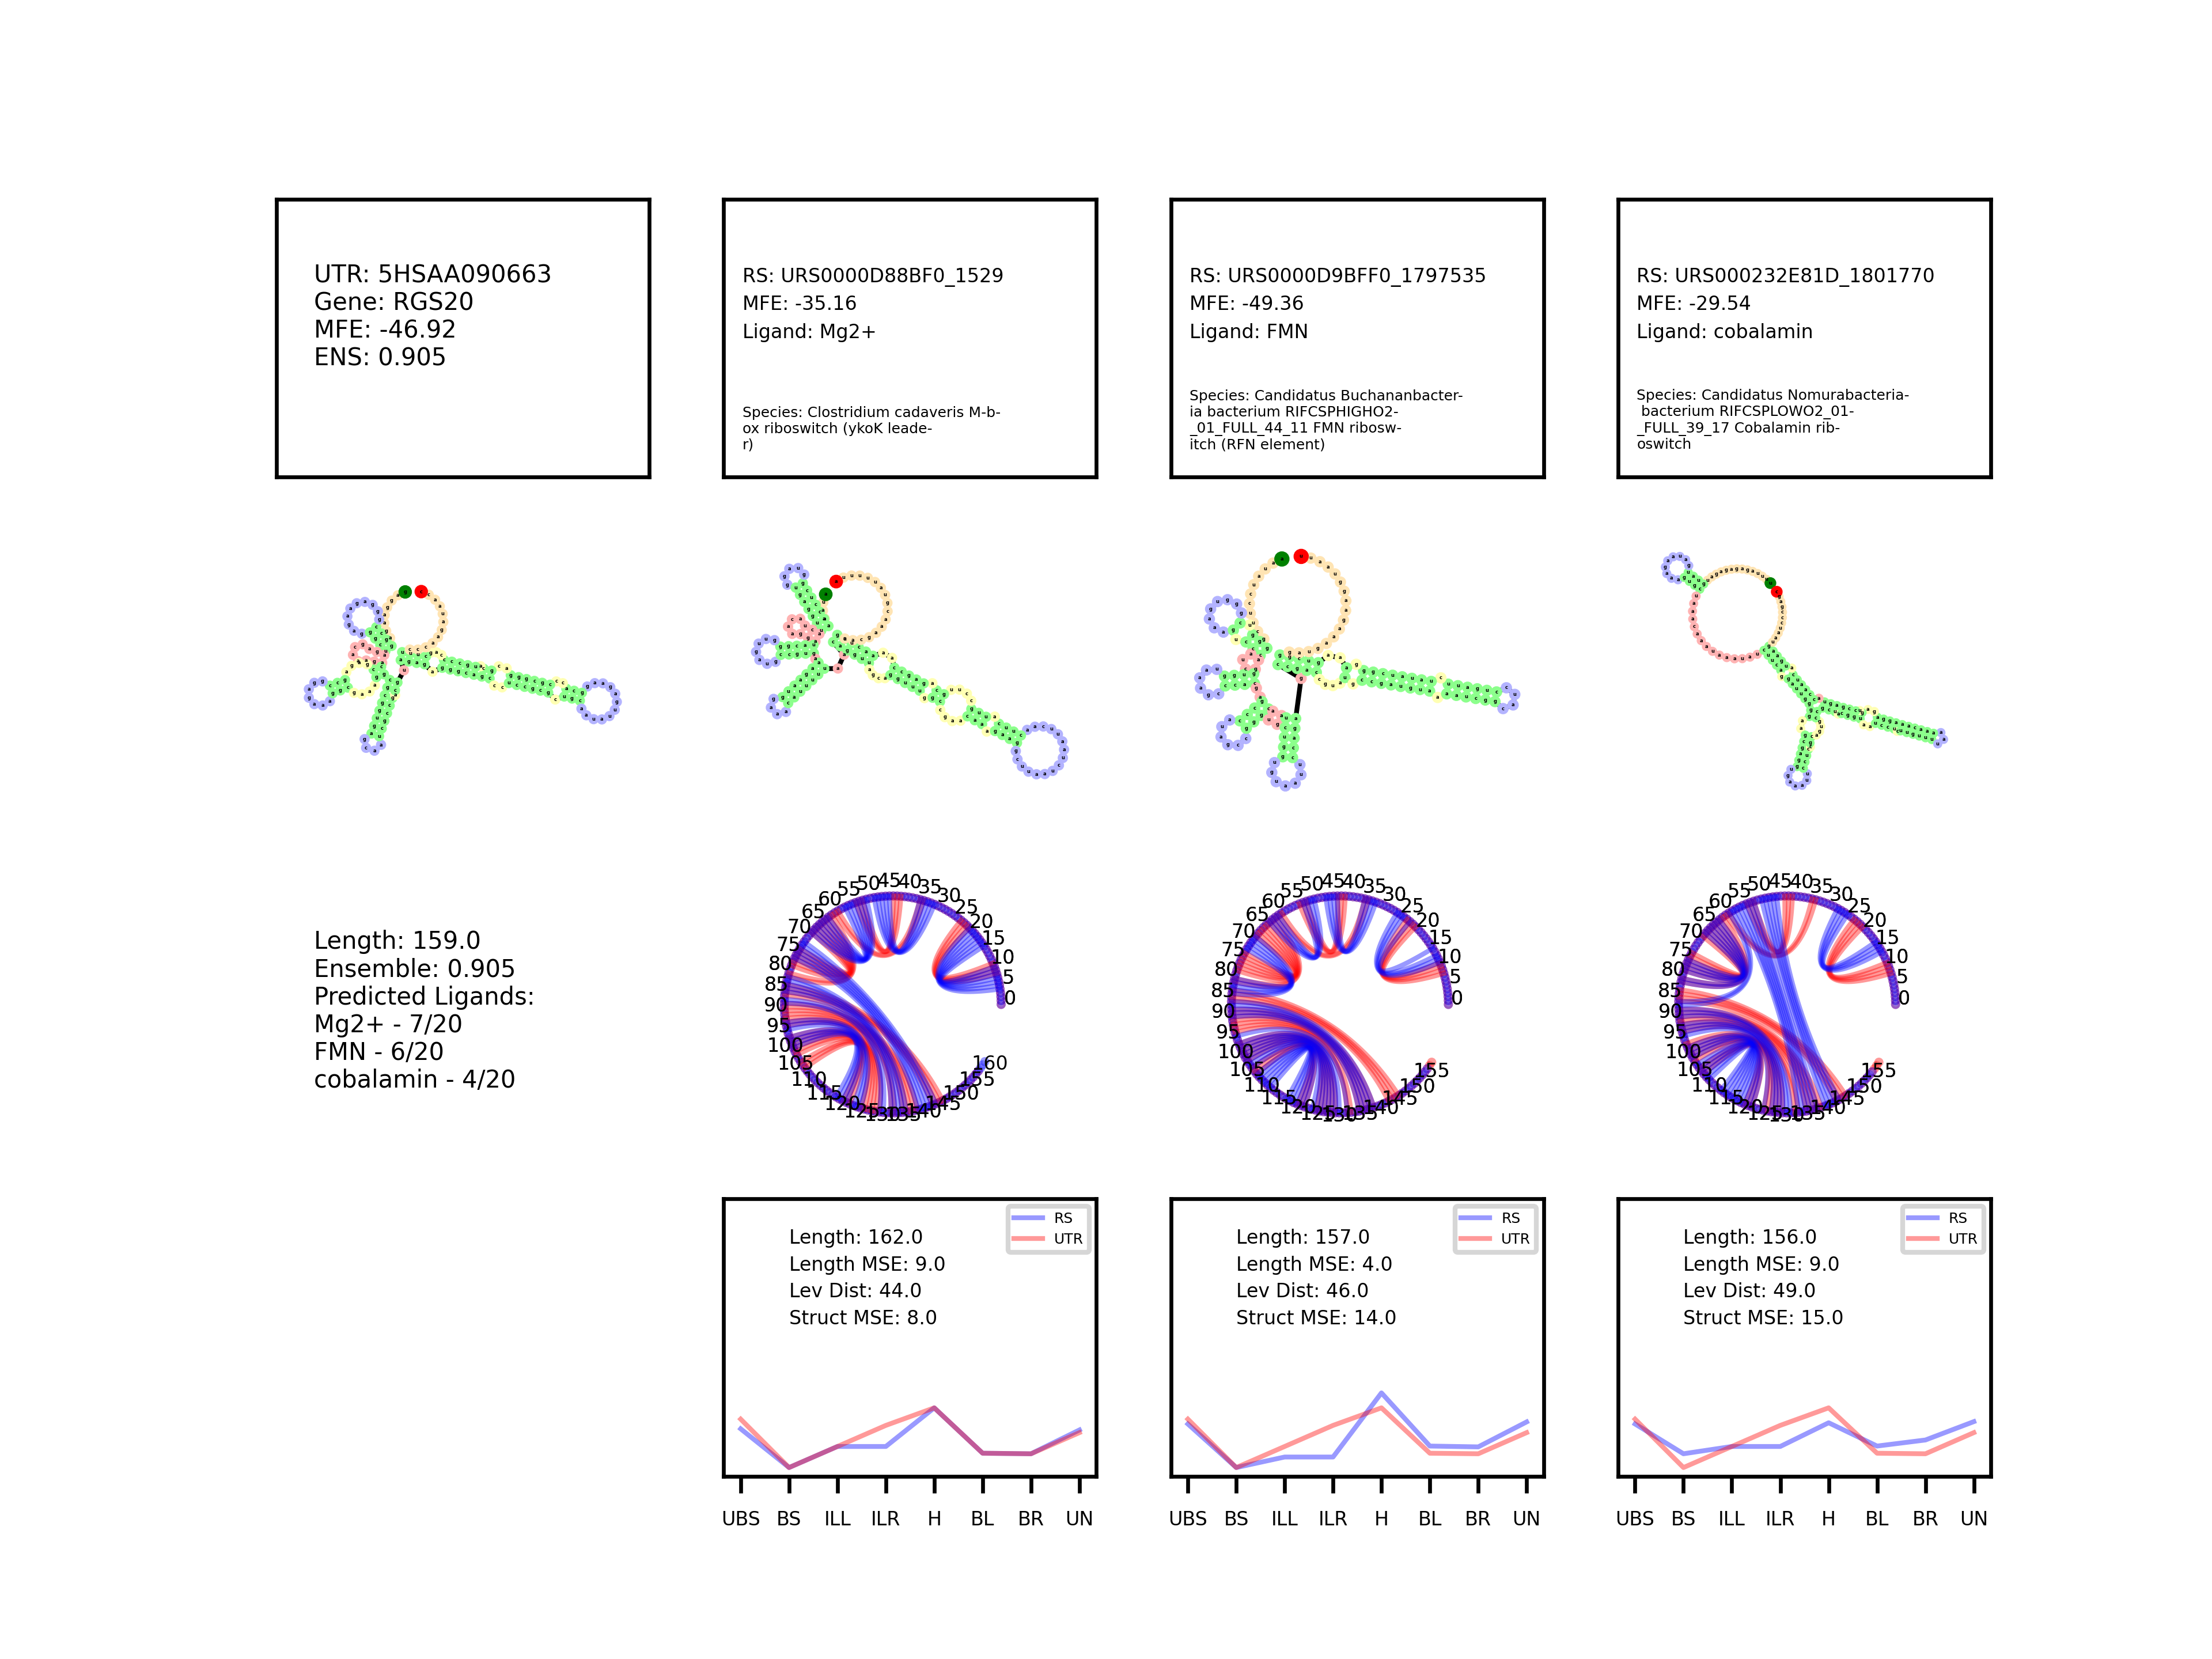 UTR: 5HSAA090663
Gene: RGS20
MFE: -46.92
ENS: 0.905
RS: URS0000D88BF0_1529
MFE: -35.16
Ligand: Mg2+
Species: Clostridium cadaveris M-b-
ox riboswitch (ykoK leade-
r)
RS: URS0000D9BFF0_1797535
MFE: -49.36
Ligand: FMN
Species: Candidatus Buchananbacter-
ia bacterium RIFCSPHIGHO2-
_01_FULL_44_11 FMN ribosw-
itch (RFN element)
RS: URS000232E81D_1801770
MFE: -29.54
Ligand: cobalamin
Species: Candidatus Nomurabacteria-
bacterium RIFCSPLOWO2_01-
_FULL_39_17 Cobalamin rib-
oswitch
Length: 159.0
Ensemble: 0.905
Predicted Ligands:
Mg2+ - 7/20
FMN - 6/20
cobalamin - 4/20
0 5 10 15 20 25 30 35 40 45 50 55 60 65 70 75 80 85 90 95 100 105 110 115 120 125 130 135 140 145 150 155 160
0 5 10 15 20 25 30 35 40 45 50 55 60 65 70 75 80 85 90 95 100 105 110 115 120 125 130 135 140 145 150 155
0 5 10 15 20 25 30 35 40 45 50 55 60 65 70 75 80 85 90 95 100 105 110 115 120 125 130 135 140 145 150 155
RS
UTR
Length: 162.0
Length MSE: 9.0
Lev Dist: 44.0
Struct MSE: 8.0
UBS BS ILL ILR H BL BR UN
RS
UTR
Length: 157.0
Length MSE: 4.0
Lev Dist: 46.0
Struct MSE: 14.0
UBS BS ILL ILR H BL BR UN
RS
UTR
Length: 156.0
Length MSE: 9.0
Lev Dist: 49.0
Struct MSE: 15.0
UBS BS ILL ILR H BL BR UN